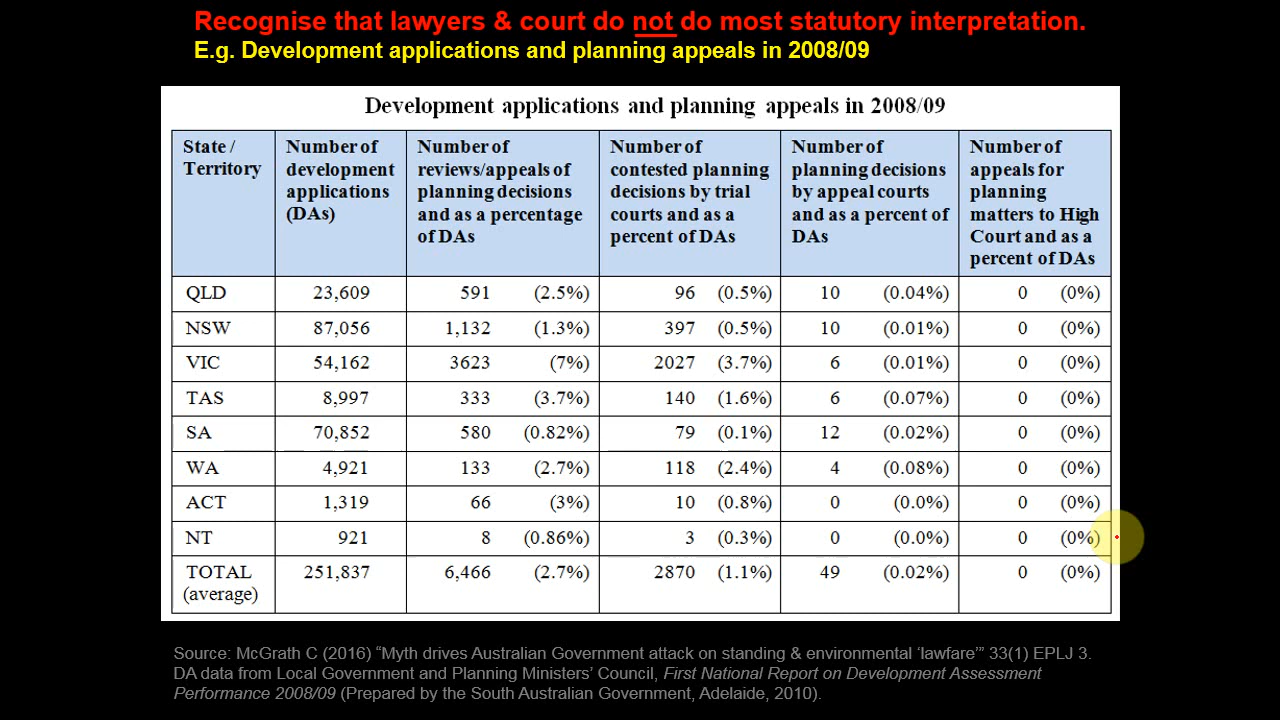 Recognise that lawyers & court do not do most statutory interpretation.
E.g. Development applications and planning appeals in 2008/09
Development applications and planning appeals in 2008/09
State / Territory | Number of development applications (DAs) | Number of reviews/appeals of planning decisions and as a percentage of DAs | Number of contested planning decisions by trial courts and as a percent of DAs | Number of planning decisions by appeal courts and as a percent of DAs | Number of appeals for planning matters to High Court and as a percent of DAs
QLD 23,609 591 (2.5%) 96 (0.5%) 10 (0.04%) 0 (0%)
NSW 87,056 1,132 (1.3%) 397 (0.5%) 10 (0.01%) 0 (0%)
VIC 54,162 3623 (7%) 2027 (3.7%) 6 (0.01%) 0 (0%)
TAS 8,997 333 (3.7%) 140 (1.6%) 6 (0.07%) 0 (0%)
SA 70,852 580 (0.82%) 79 (0.1%) 12 (0.02%) 0 (0%)
WA 4,921 133 (2.7%) 118 (2.4%) 4 (0.08%) 0 (0%)
ACT 1,319 66 (3%) 10 (0.8%) 0 (0.0%) 0 (0%)
NT 921 8 (0.86%) 3 (0.3%) 0 (0.0%) 0 (0%)
TOTAL 251,837 6,466 (2.7%) 2870 (1.1%) 49 (0.02%) 0 (0%)
(average)
Source: McGrath C (2016) “Myth drives Australian Government attack on standing & environmental ‘lawfare’” 33(1) EPLJ 3.
DA data from Local Government and Planning Ministers’ Council, First National Report on Development Assessment
Performance 2008/09 (Prepared by the South Australian Government, Adelaide, 2010).